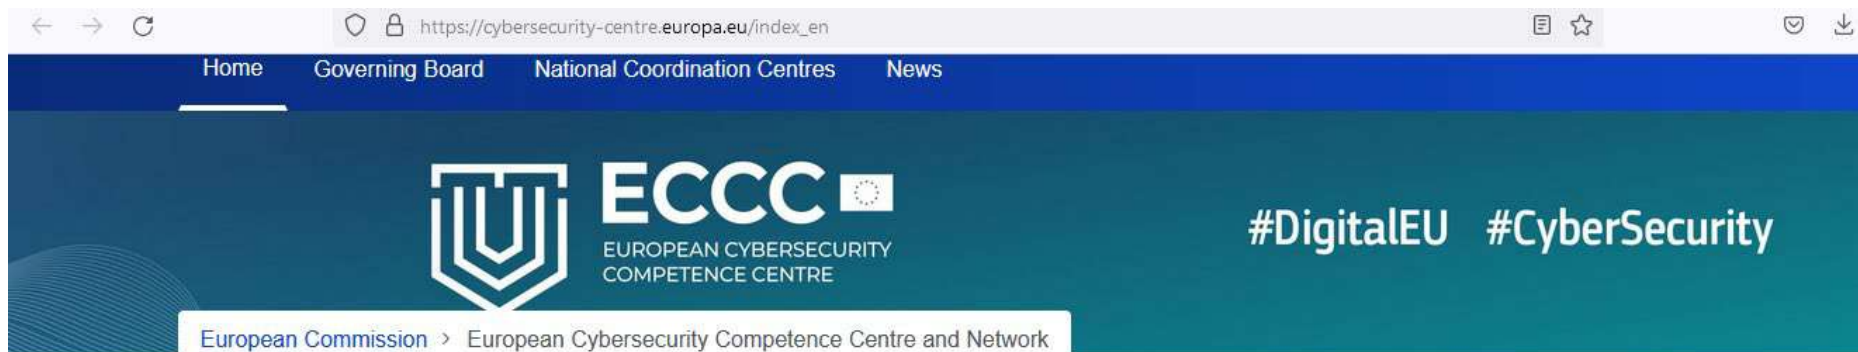 https://cybersecurity-centre.europa.eu/index_en
Home Governing Board National Coordination Centres News
ECCC
EUROPEAN CYBERSECURITY
COMPETENCE CENTRE
#DigitalEU #CyberSecurity
European Commission > European Cybersecurity Competence Centre and Network